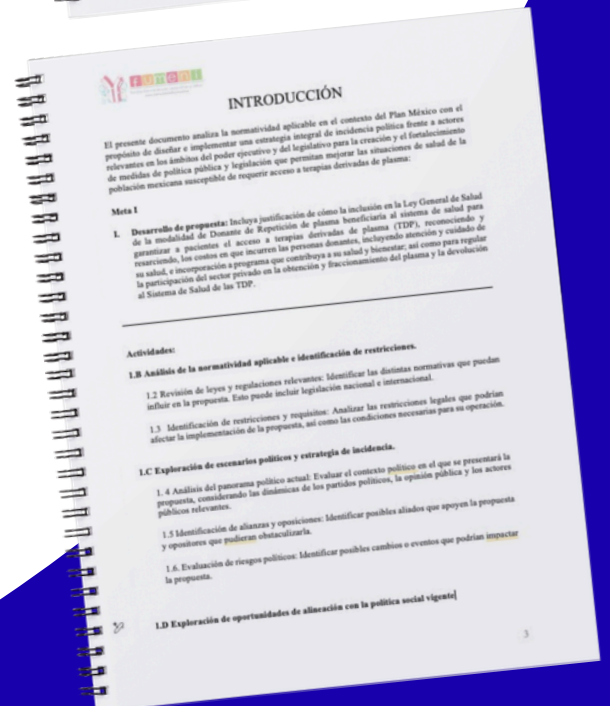 fumeni
INTRODUCCIÓN
El presente documento analiza la normatividad aplicable en el contexto del Plan México con el
propósito de diseñar e implementar una estrategia integral de incidencia política frente a actores
relevantes en los ámbitos del poder ejecutivo y del legislativo para la creación y el fortalecimiento
de medidas de política pública y legislación que permitan mejorar las situaciones de salud de la
población mexicana susceptible de requerir acceso a terapias derivadas de plasma:
Meta I
1. Desarrollo de propuesta: Incluya justificación de cómo la inclusión en la Ley General de Salud
de la modalidad de Donante de Repetición de plasma beneficiaría al sistema de salud para
garantizar a pacientes el acceso a terapias derivadas de plasma (TDP), reconociendo y
resarciendo, los costos en que incurren las personas donantes, incluyendo atención y cuidado de
su salud, e incorporación a programa que contribuya a su salud y bienestar; así como para regular
la participación del sector privado en la obtención y fraccionamiento del plasma y la devolución
al Sistema de Salud de las TDP.
Actividades:
1.B Análisis de la normatividad aplicable e identificación de restricciones.
1.2 Revisión de leyes y regulaciones relevantes: Identificar las distintas normativas que puedan
influir en la propuesta. Esto puede incluir legislación nacional e internacional.
1.3 Identificación de restricciones y requisitos: Analizar las restricciones legales que podrían
afectar la implementación de la propuesta, así como las condiciones necesarias para su operación.
1.C Exploración de escenarios políticos y estrategia de incidencia.
1. 4 Análisis del panorama político actual: Evaluar el contexto político en el que se presentará la
propuesta, considerando las dinámicas de los partidos políticos, la opinión pública y los actores
públicos relevantes.
1.5 Identificación de alianzas y oposiciones: Identificar posibles aliados que apoyen la propuesta
y opositores que pudieran obstaculizarla.
1.6. Evaluación de riesgos políticos: Identificar posibles cambios o eventos que podrían impactar
la propuesta.
1.D Exploración de oportunidades de alineación con la política social vigente
3